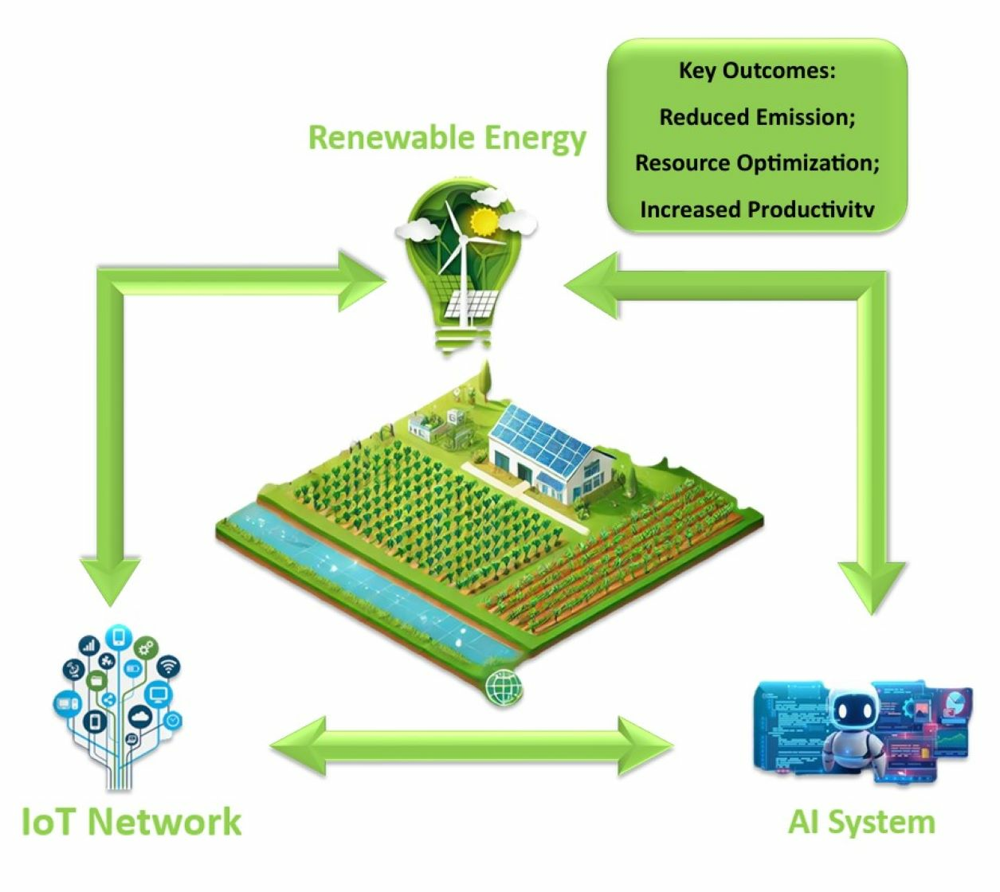 Key Outcomes:
Reduced Emission;
Resource Optimization;
Increased Productivity
Renewable Energy
IoT Network
AI System